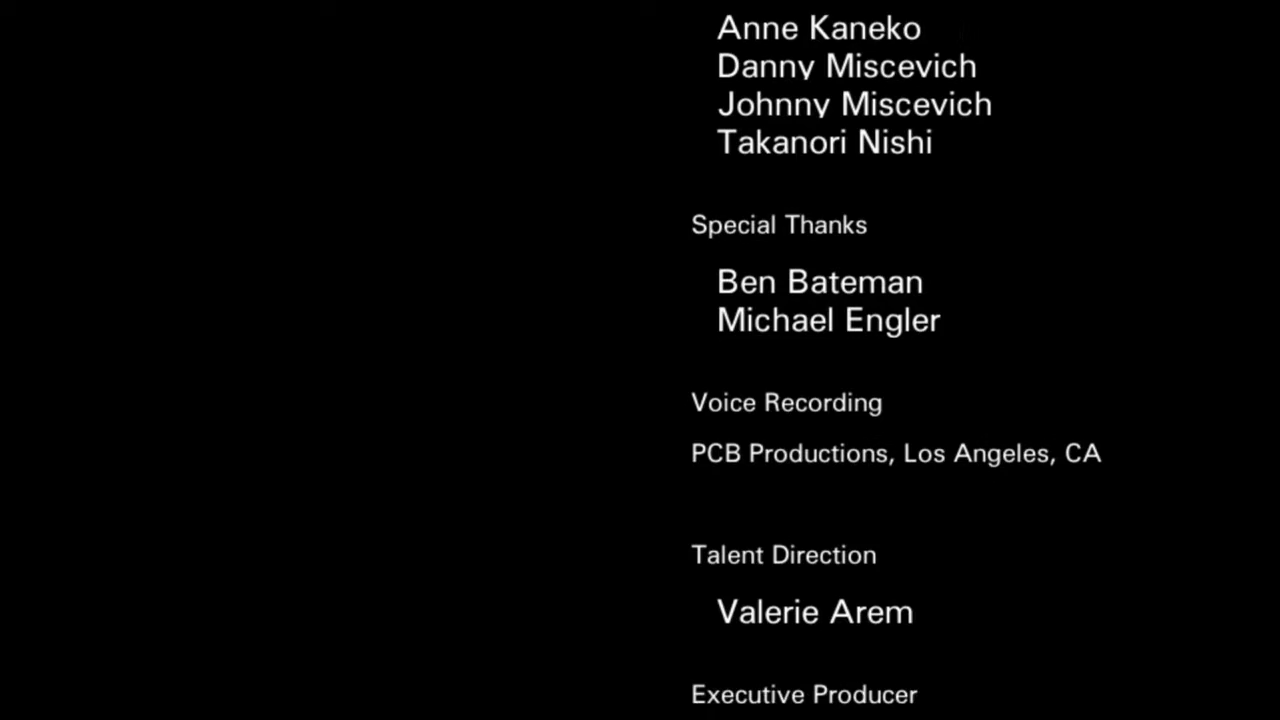 Anne Kaneko
Danny Miscevich
Johnny Miscevich
Takanori Nishi
Special Thanks
Ben Bateman
Michael Engler
Voice Recording
PCB Productions, Los Angeles, CA
Talent Direction
Valerie Arem
Executive Producer